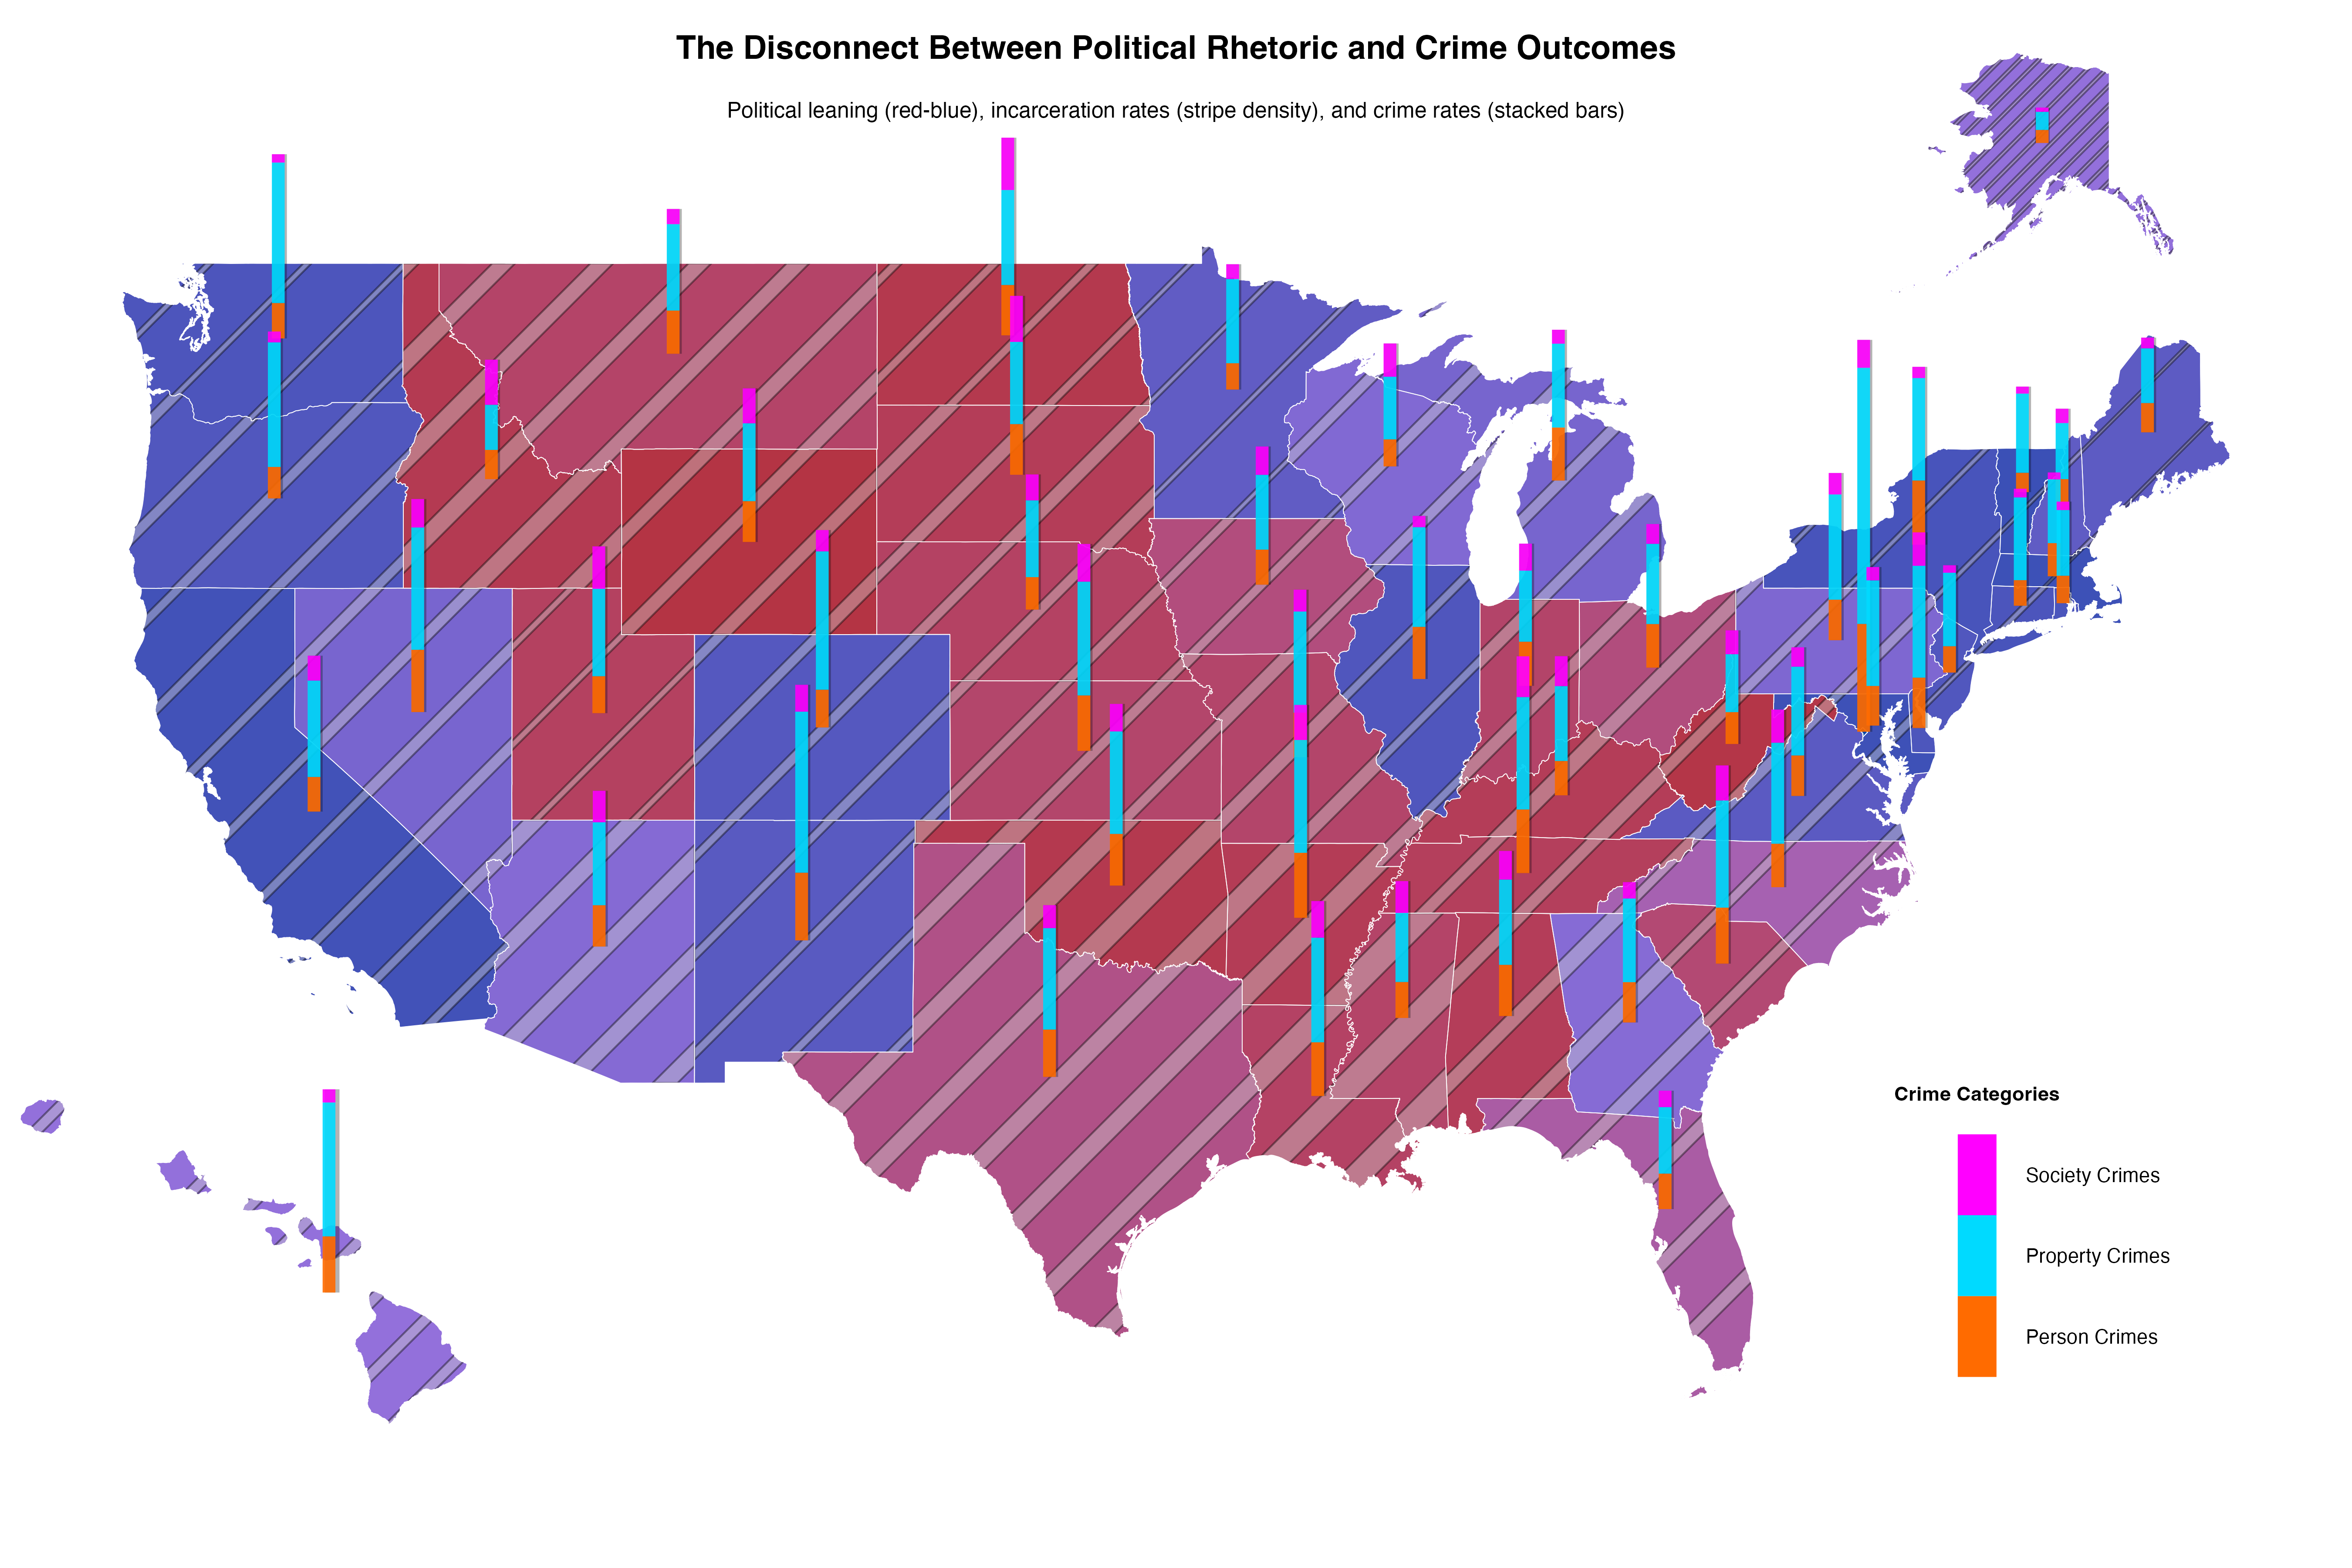 The Disconnect Between Political Rhetoric and Crime Outcomes
Political leaning (red-blue), incarceration rates (stripe density), and crime rates (stacked bars)
Crime Categories
Society Crimes
Property Crimes
Person Crimes